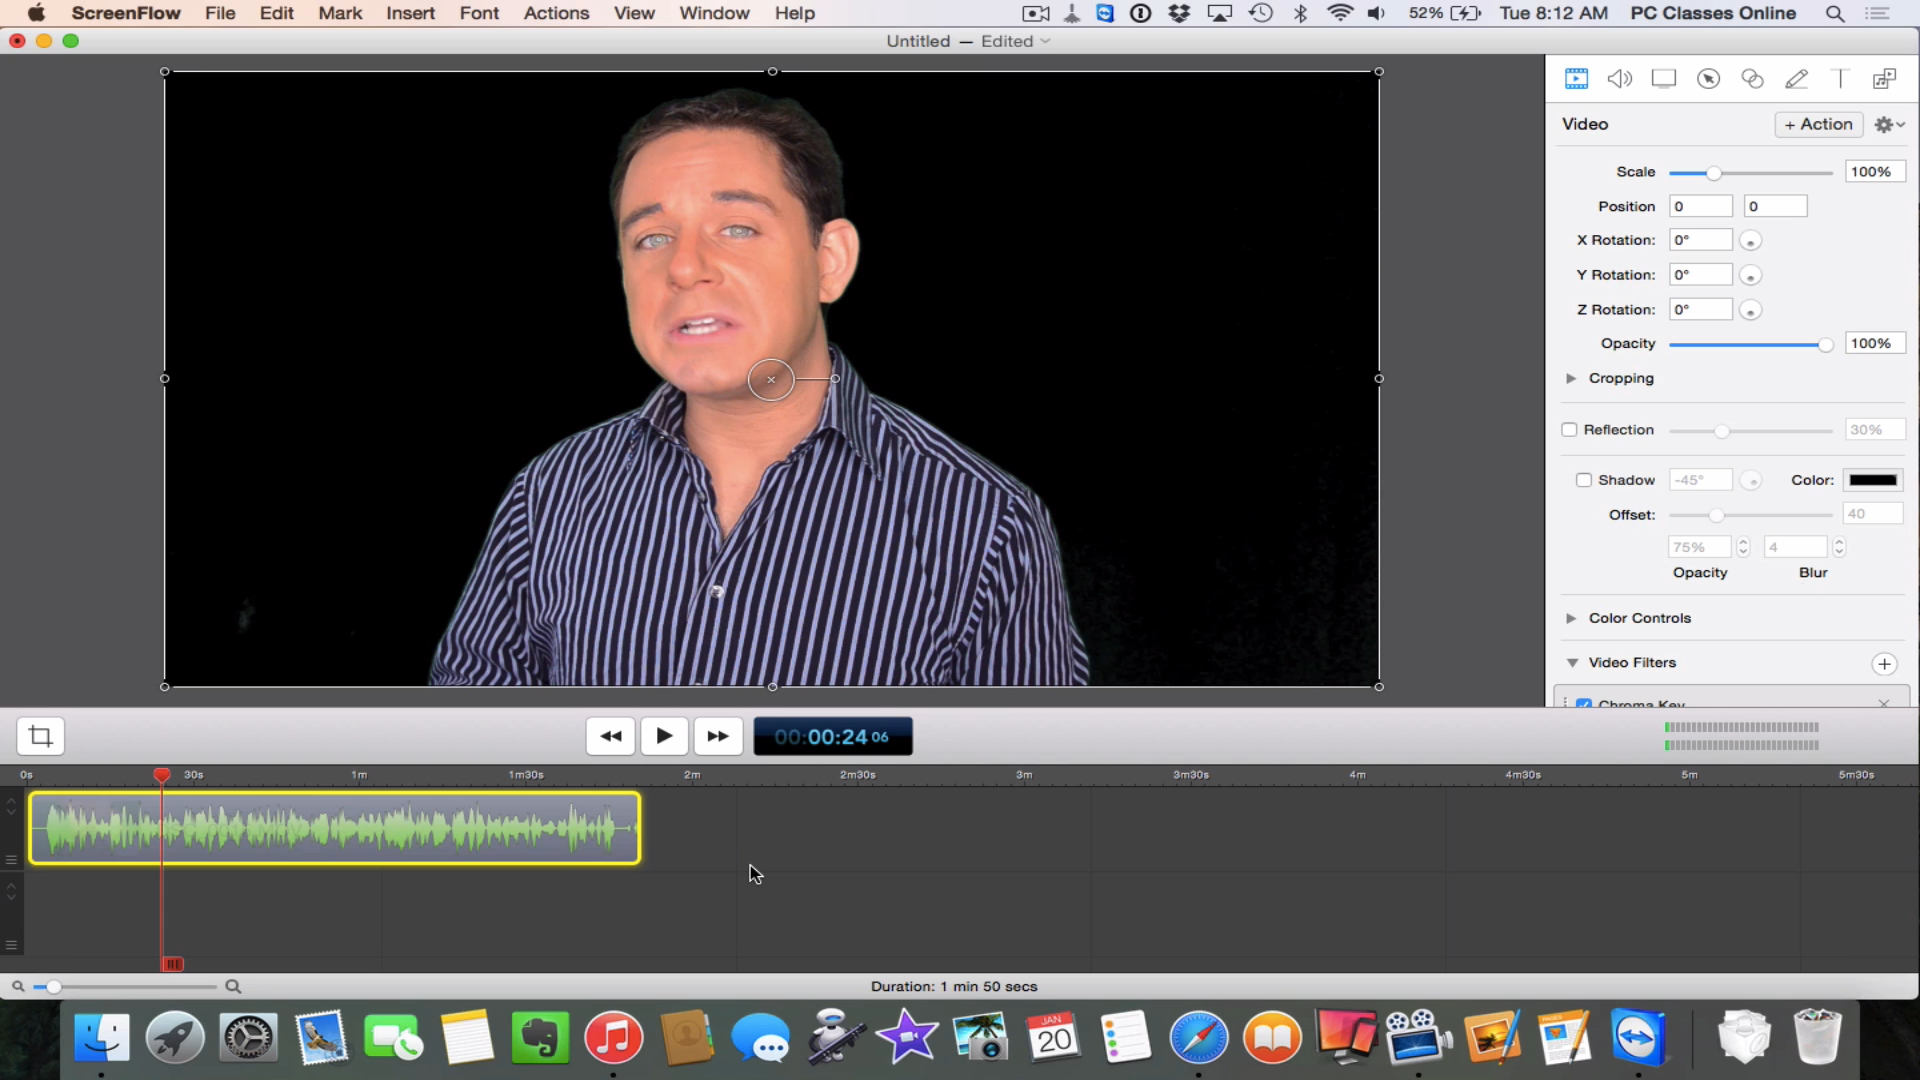 ScreenFlow File Edit Mark Insert Font Actions View Window Help 52% Tue 8:12 AM PC Classes Online
Untitled — Edited
Video + Action
Scale 100%
Position 0 0
X Rotation: 0°
Y Rotation: 0°
Z Rotation: 0°
Opacity 100%
Cropping
Reflection 30%
Shadow -45° Color:
Offset: 40
75% 4
Opacity Blur
Color Controls
Video Filters
Chroma Key
00:00:24 06
0s 30s 1m 1m30s 2m 2m30s 3m 3m30s 4m 4m30s 5m 5m30s
Duration: 1 min 50 secs
JAN
20
PAGES